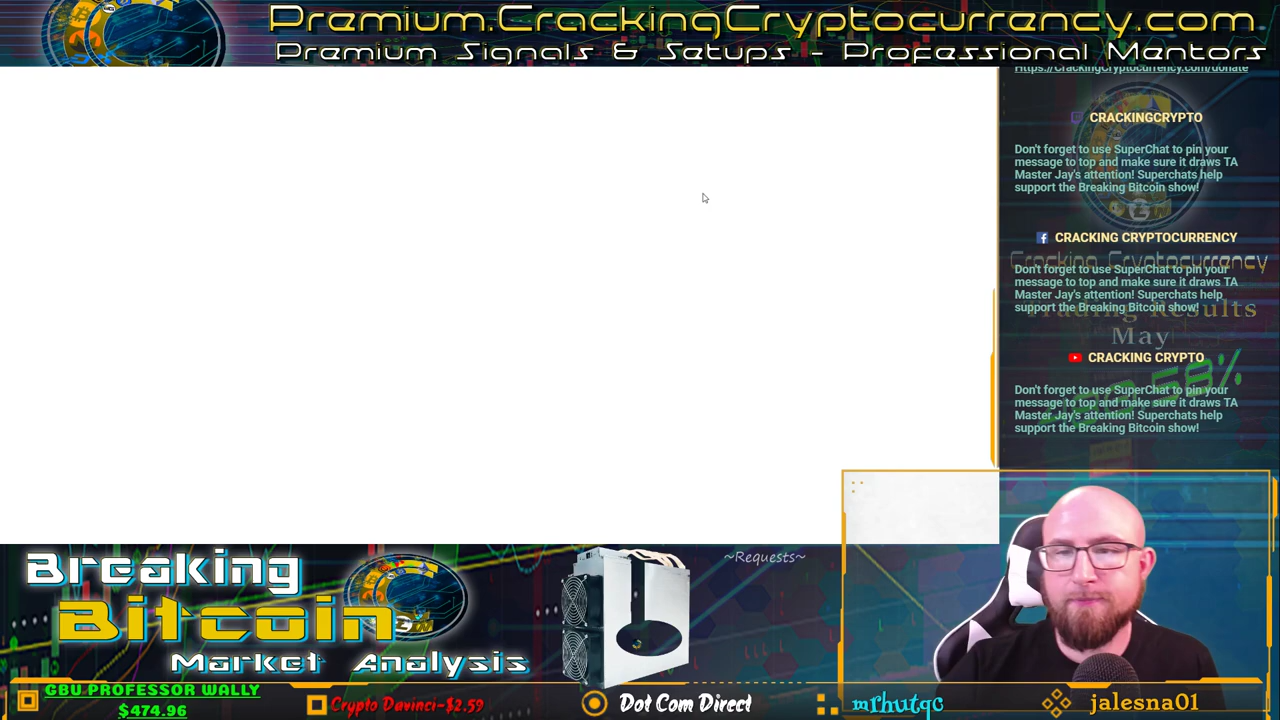 Premium.CrackingCryptocurrency.com
Premium Signals & Setups - Professional Mentors
Https://CrackingCryptocurrency.com/donate
CRACKINGCRYPTO
Don't forget to use SuperChat to pin your
message to top and make sure it draws TA
Master Jay's attention! Superchats help
support the Breaking Bitcoin show!
CRACKING CRYPTOCURRENCY
Cracking Cryptocurrency
Don't forget to use SuperChat to pin your
message to top and make sure it draws TA
Master Jay's attention! Superchats help
support the Breaking Bitcoin show!
Trading Results
May
CRACKING CRYPTO
Don't forget to use SuperChat to pin your
message to top and make sure it draws TA
Master Jay's attention! Superchats help
support the Breaking Bitcoin show!
~Requests~
Breaking
Bitcoin
Market Analysis
GBU PROFESSOR WALLY
$474.96
Crypto Davinci-$2.59
Dot Com Direct
mrhutqc
jalesna01